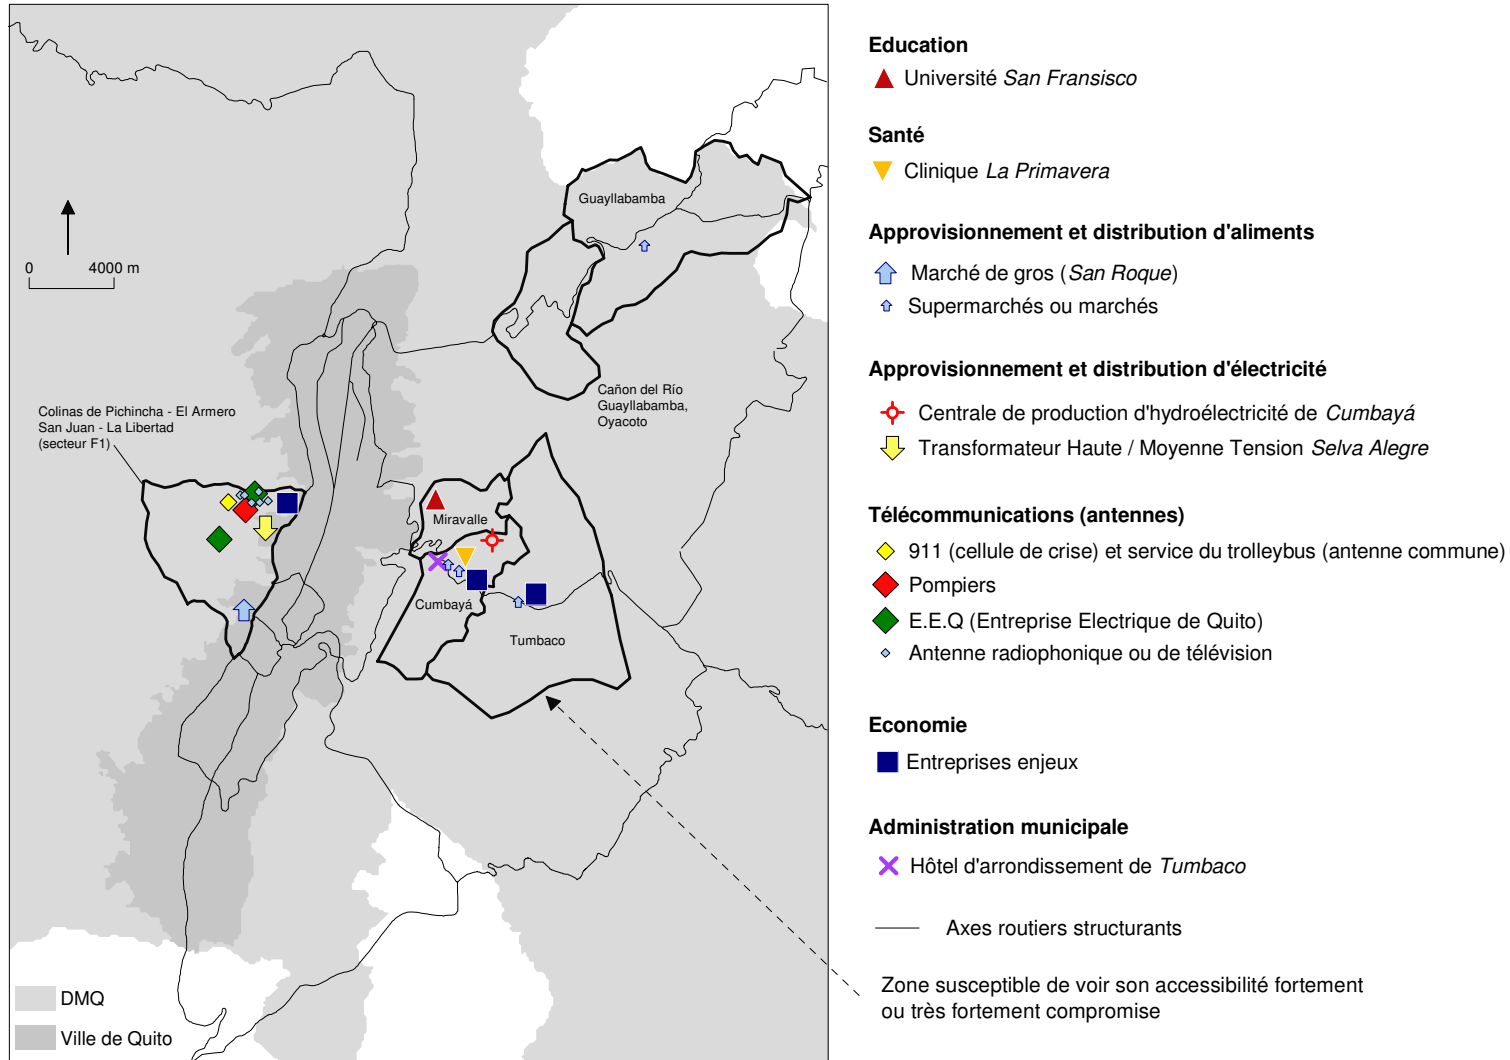 Guayllabamba
0 4000 m
Cañon del Río
Guayllabamba,
Oyacoto
Colinas de Pichincha - El Armero
San Juan - La Libertad
(secteur F1)
Miravalle
Cumbayá
Tumbaco
DMQ
Ville de Quito
Education
Université San Fransisco
Santé
Clinique La Primavera
Approvisionnement et distribution d'aliments
Marché de gros (San Roque)
Supermarchés ou marchés
Approvisionnement et distribution d'électricité
Centrale de production d'hydroélectricité de Cumbayá
Transformateur Haute / Moyenne Tension Selva Alegre
Télécommunications (antennes)
911 (cellule de crise) et service du trolleybus (antenne commune)
Pompiers
E.E.Q (Entreprise Electrique de Quito)
Antenne radiophonique ou de télévision
Economie
Entreprises enjeux
Administration municipale
Hôtel d'arrondissement de Tumbaco
Axes routiers structurants
Zone susceptible de voir son accessibilité fortement
ou très fortement compromise